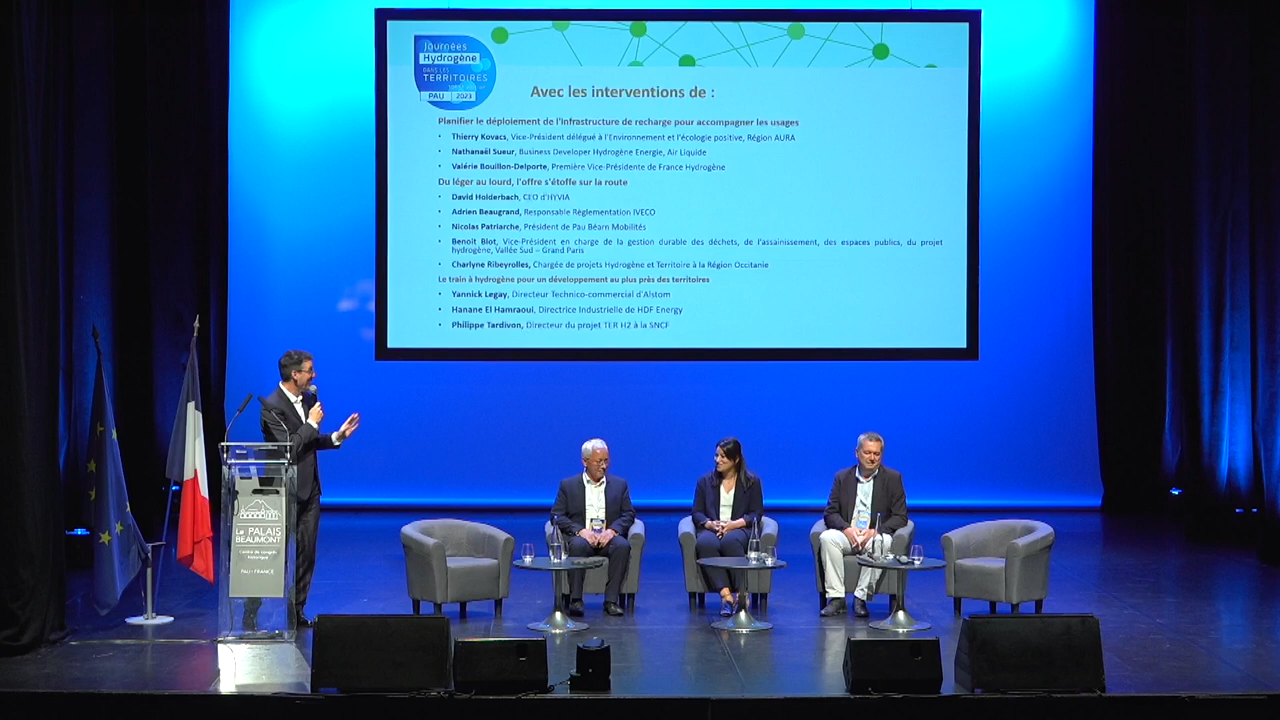 Journées
Hydrogène
DANS LES
TERRITOIRES
PAU 2023
Avec les interventions de :
Planifier le déploiement de l'infrastructure de recharge pour accompagner les usages
• Thierry Kovacs, Vice-Président délégué à l'Environnement et l'écologie positive, Région AURA
• Nathanaël Sueur, Business Developer Hydrogène Energie, Air Liquide
• Valérie Bouillon-Delporte, Première Vice-Présidente de France Hydrogène
Du léger au lourd, l'offre s'étoffe sur la route
• David Holderbach, CEO d'HYVIA
• Adrien Beaugrand, Responsable Règlementation IVECO
• Nicolas Patriarche, Président de Pau Béarn Mobilités
• Benoit Blot, Vice-Président en charge de la gestion durable des déchets, de l'assainissement, des espaces publics, du projet
hydrogène, Vallée Sud – Grand Paris
• Charlyne Ribeyrolles, Chargée de projets Hydrogène et Territoire à la Région Occitanie
Le train à hydrogène pour un développement au plus près des territoires
• Yannick Legay, Directeur Technico-commercial d'Alstom
• Hanane El Hamraoui, Directrice Industrielle de HDF Energy
• Philippe Tardivon, Directeur du projet TER H2 à la SNCF
Le PALAIS
BEAUMONT
Centre de congrès
historique
PAU - FRANCE